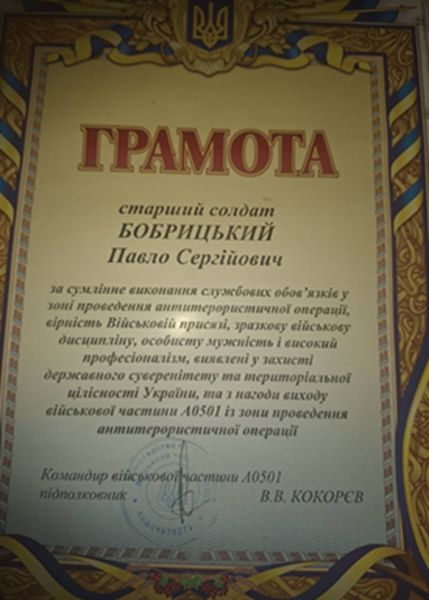 ГРАМОТА
старший солдат
БОБРИЦЬКИЙ
Павло Сергійович
за сумлінне виконання службових обов'язків у
зоні проведення антитерористичної операції,
вірність Військовій присязі, зразкову військову
дисципліну, особисту мужність і високий
професіоналізм, виявлені у захисті
державного суверенітету та територіальної
цілісності України, та з нагоди виходу
військової частини А0501 із зони проведення
антитерористичної операції
Командир військової частини А0501
підполковник В.В. КОКОРЄВ